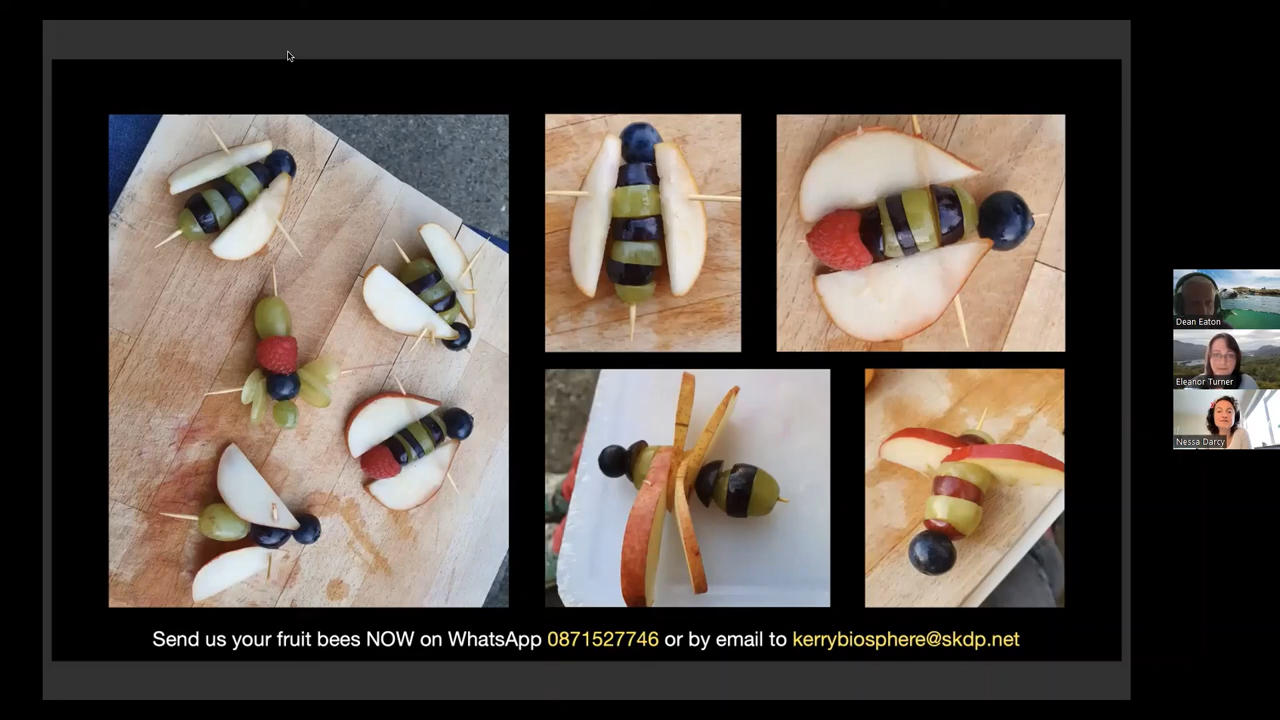 Dean Eaton
Eleanor Turner
Nessa Darcy
Send us your fruit bees NOW on WhatsApp 0871527746 or by email to kerrybiosphere@skdp.net